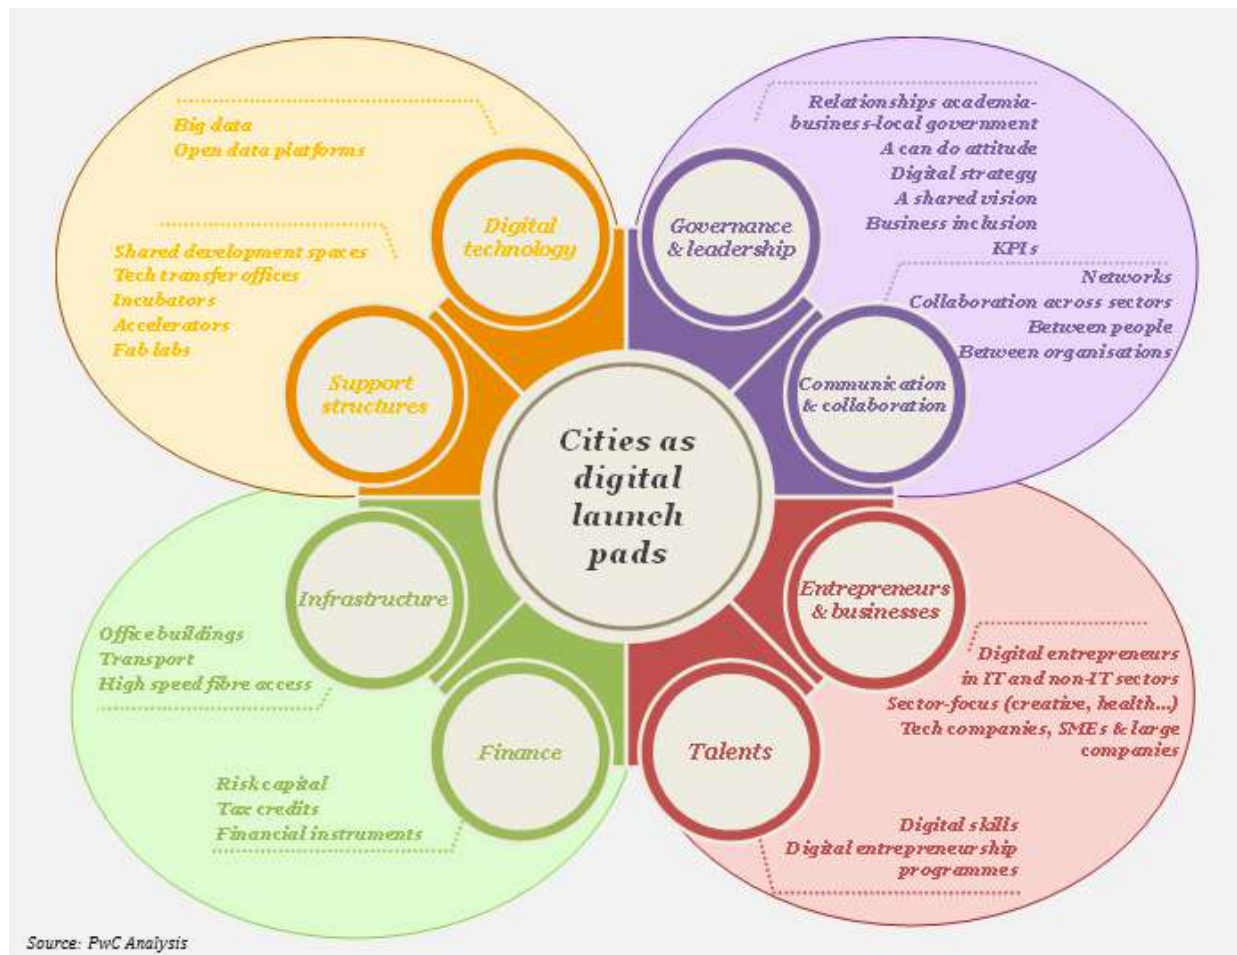 Big data
Open data platforms
Digital
technology
Shared development spaces
Tech transfer offices
Incubators
Accelerators
Fab labs
Support
structures
Relationships academia-
business-local government
A can do attitude
Digital strategy
A shared vision
Business inclusion
KPIs
Governance
& leadership
Networks
Collaboration across sectors
Between people
Between organisations
Communication
& collaboration
Cities as
digital
launch
pads
Infrastructure
Office buildings
Transport
High speed fibre access
Finance
Risk capital
Tax credits
Financial instruments
Entrepreneurs
& businesses
Digital entrepreneurs
in IT and non-IT sectors
Sector-focus (creative, health...)
Tech companies, SMEs & large
companies
Talents
Digital skills
Digital entrepreneurship
programmes
Source: PwC Analysis